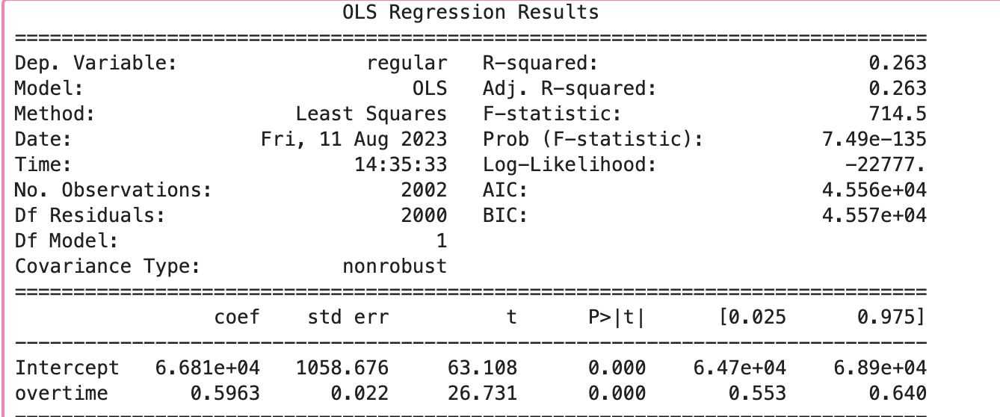 OLS Regression Results
==============================================================================
Dep. Variable:                regular   R-squared:                       0.263
Model:                            OLS   Adj. R-squared:                  0.263
Method:                 Least Squares   F-statistic:                     714.5
Date:                Fri, 11 Aug 2023   Prob (F-statistic):          7.49e-135
Time:                        14:35:33   Log-Likelihood:                -22777.
No. Observations:                2002   AIC:                         4.556e+04
Df Residuals:                    2000   BIC:                         4.557e+04
Df Model:                           1
Covariance Type:            nonrobust
==============================================================================
                 coef    std err          t      P>|t|      [0.025      0.975]
------------------------------------------------------------------------------
Intercept   6.681e+04   1058.676     63.108      0.000    6.47e+04    6.89e+04
overtime       0.5963      0.022     26.731      0.000       0.553       0.640
==============================================================================